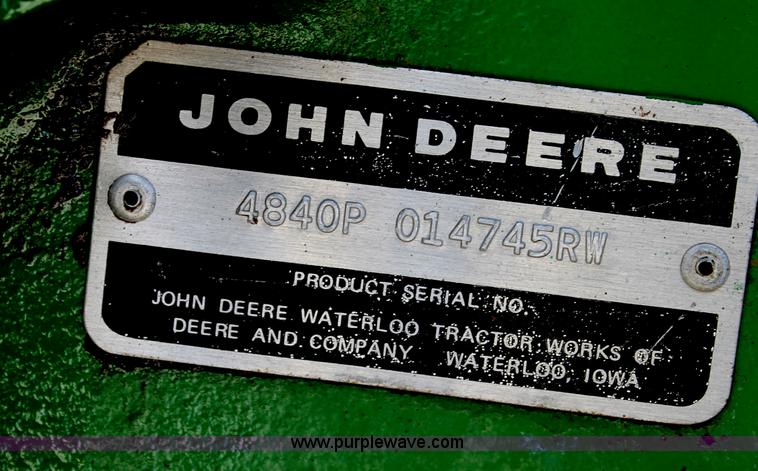 JOHN DEERE
4840P 014745RW
PRODUCT SERIAL NO.
JOHN DEERE WATERLOO TRACTOR WORKS OF
DEERE AND COMPANY WATERLOO, IOWA
www.purplewave.com